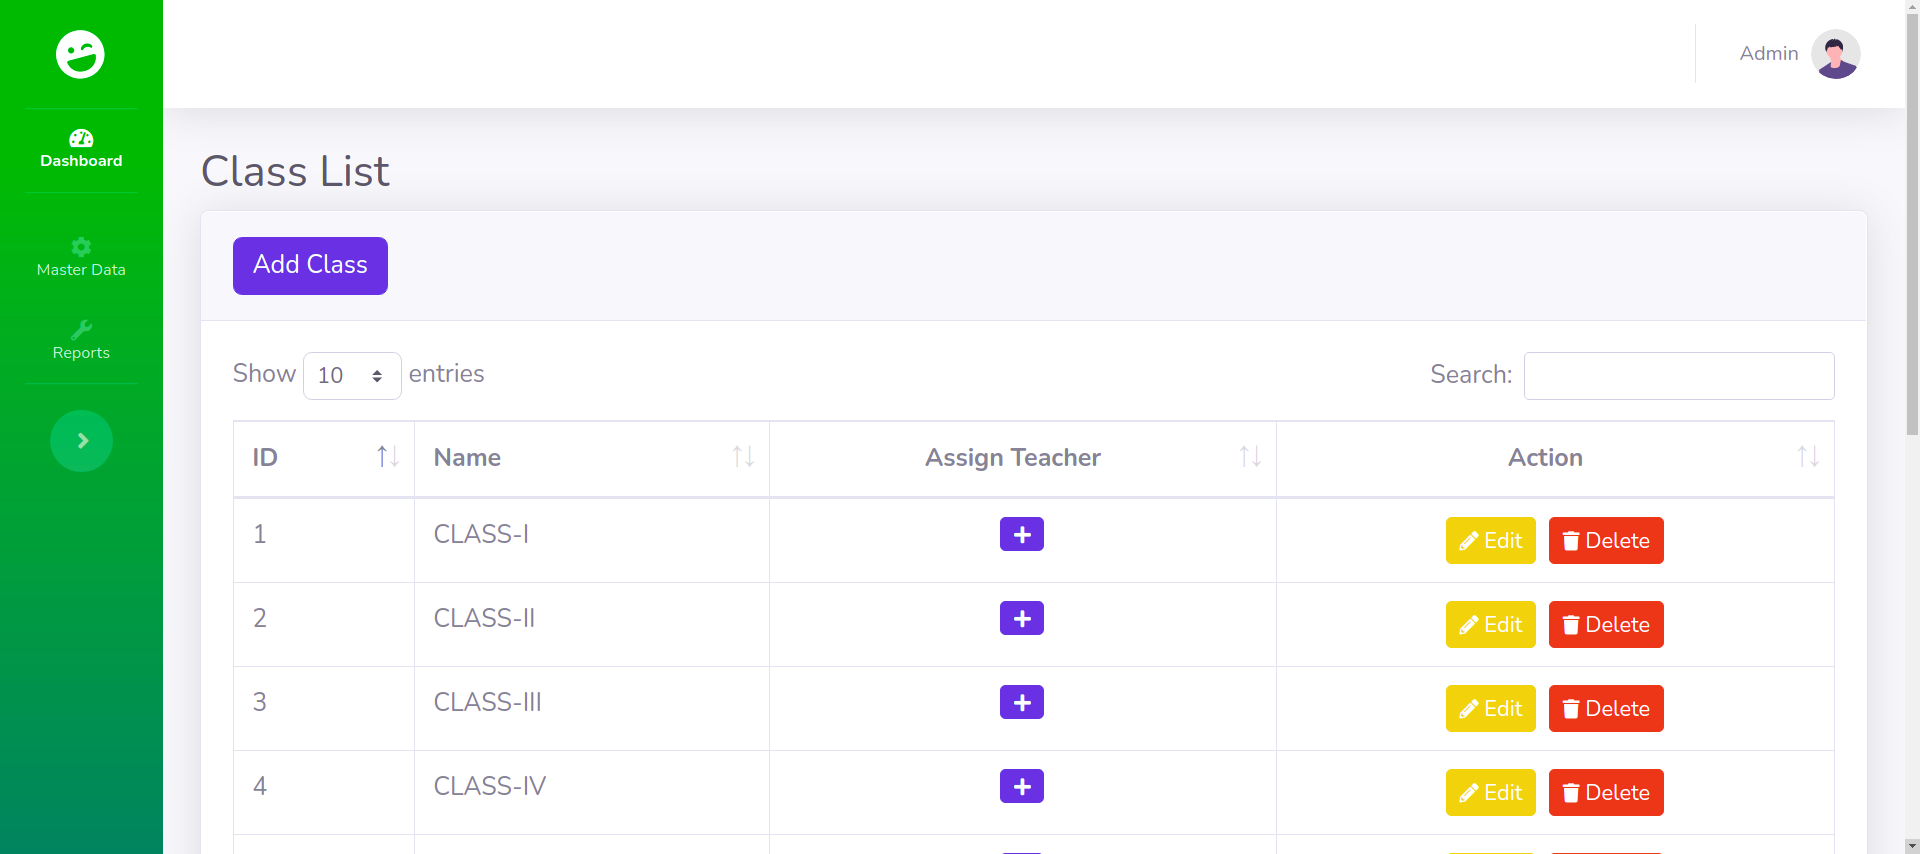 Admin
Dashboard
Master Data
Reports
Class List
Add Class
Show 10 entries
Search:
ID Name Assign Teacher Action
1 CLASS-I Edit Delete
2 CLASS-II Edit Delete
3 CLASS-III Edit Delete
4 CLASS-IV Edit Delete